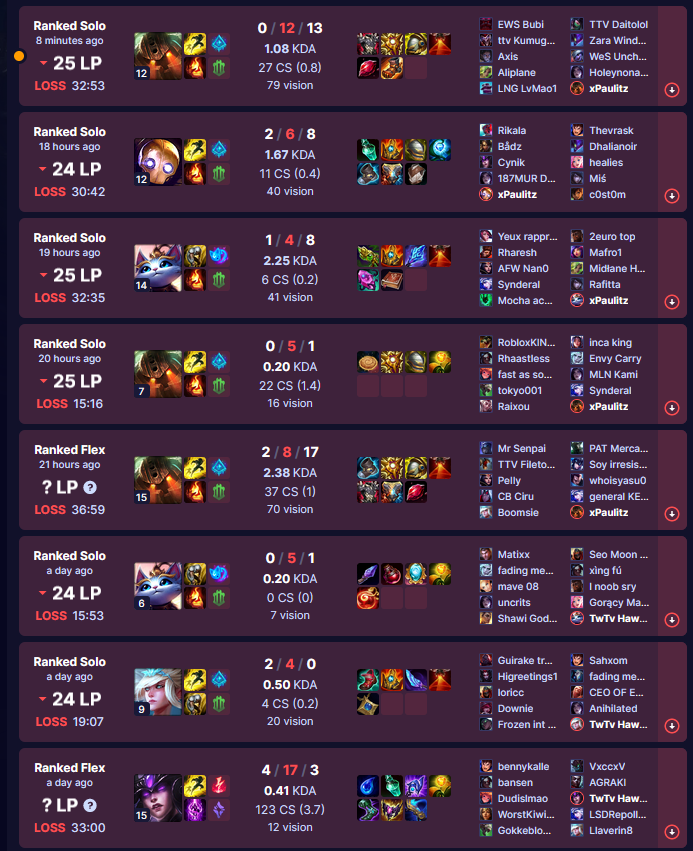 Ranked Solo
8 minutes ago
25 LP
LOSS 32:53
12
0 / 12 / 13
1.08 KDA
27 CS (0.8)
79 vision
EWS Bubi
ttv Kumug...
Axis
Aliplane
LNG LvMao1
TTV Daitolol
Zara Wind...
WeS Unch...
Holeynona...
xPaulitz
Ranked Solo
18 hours ago
24 LP
LOSS 30:42
12
2 / 6 / 8
1.67 KDA
11 CS (0.4)
40 vision
Rikala
Bådz
Cynik
187MUR D...
xPaulitz
Thevrask
Dhalianoir
healies
Miś
c0st0m
Ranked Solo
19 hours ago
25 LP
LOSS 32:35
14
1 / 4 / 8
2.25 KDA
6 CS (0.2)
41 vision
Yeux rappr...
Rharesh
AFW Nan0
Synderal
Mocha ac...
2euro top
Mafro1
Midłane H...
Rafitta
xPaulitz
Ranked Solo
20 hours ago
25 LP
LOSS 15:16
7
0 / 5 / 1
0.20 KDA
22 CS (1.4)
16 vision
RobloxKIN...
Rhaastless
fast as so...
tokyo001
Raixou
inca king
Envy Carry
MLN Kami
Synderal
xPaulitz
Ranked Flex
21 hours ago
? LP ?
LOSS 36:59
15
2 / 8 / 17
2.38 KDA
37 CS (1)
70 vision
Mr Senpai
TTV Fileto...
Pelly
CB Ciru
Boomsie
PAT Merca...
Soy irresis...
whoisyasu0
general KE...
xPaulitz
Ranked Solo
a day ago
24 LP
LOSS 15:53
6
0 / 5 / 1
0.20 KDA
0 CS (0)
7 vision
Matixx
fading me...
mave 08
uncrits
Shawi God...
Seo Moon ...
xìng fú
I noob sry
Gorący Ma...
TwTv Haw...
Ranked Solo
a day ago
24 LP
LOSS 19:07
9
2 / 4 / 0
0.50 KDA
4 CS (0.2)
20 vision
Guirake tr...
Higreetings1
loricc
Downie
Frozen int ...
Sahxom
fading me...
CEO OF E...
Anihilated
TwTv Haw...
Ranked Flex
a day ago
? LP ?
LOSS 33:00
15
4 / 17 / 3
0.41 KDA
123 CS (3.7)
12 vision
bennykalle
bansen
Dudislmao
WorstKiwi...
Gokkeblo...
VxccxV
AGRAKI
TwTv Haw...
LSDRepoll...
Llaverin8